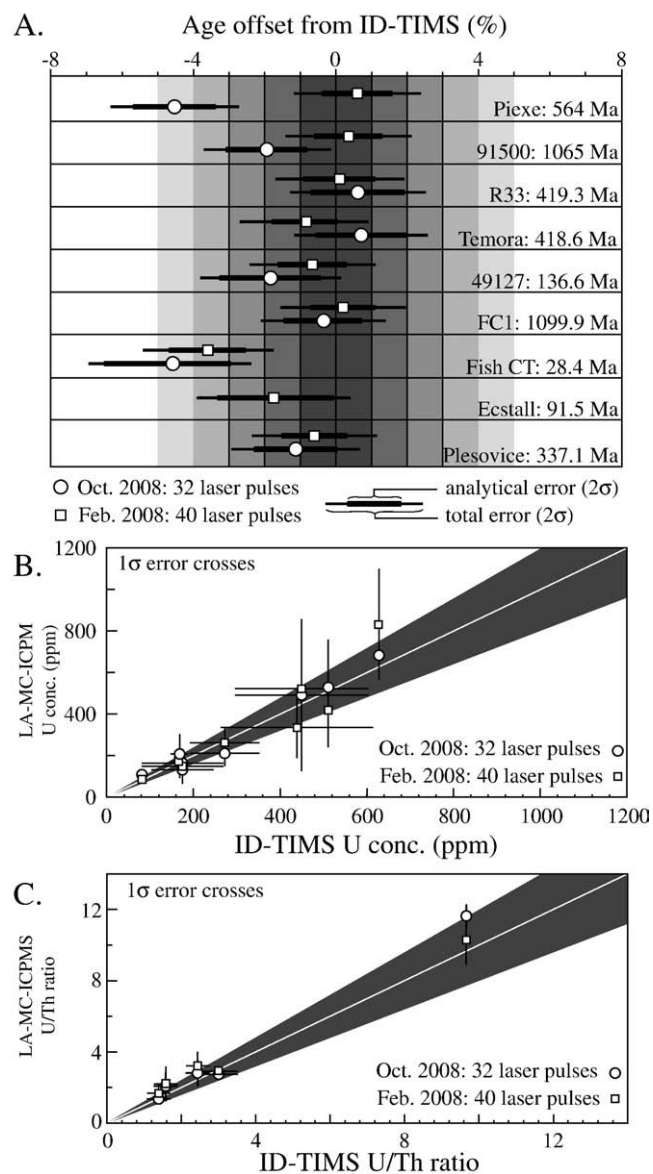 A.
Age offset from ID-TIMS (%)
-8 -4 0 4 8
Piexe: 564 Ma
91500: 1065 Ma
R33: 419.3 Ma
Temora: 418.6 Ma
49127: 136.6 Ma
FC1: 1099.9 Ma
Fish CT: 28.4 Ma
Ecstall: 91.5 Ma
Plesovice: 337.1 Ma
Oct. 2008: 32 laser pulses
Feb. 2008: 40 laser pulses
analytical error (2σ)
total error (2σ)
B.
1σ error crosses
1200
800
400
0
LA-MC-ICPM
U conc. (ppm)
Oct. 2008: 32 laser pulses
Feb. 2008: 40 laser pulses
0 200 400 600 800 1000 1200
ID-TIMS U conc. (ppm)
C.
1σ error crosses
12
8
4
0
LA-MC-ICPMS
U/Th ratio
Oct. 2008: 32 laser pulses
Feb. 2008: 40 laser pulses
0 4 8 12
ID-TIMS U/Th ratio